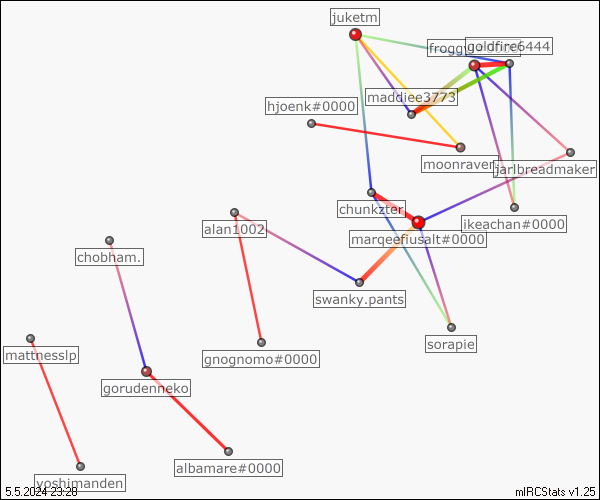 juketm
froggy.#0000
goldfire6444
maddiee3773
hjoenk#0000
moonraven
jarlbreadmaker
chunkzter
ikeachan#0000
alan1002
marqeefiusalt#0000
chobham.
swanky.pants
sorapie
mattnesslp
gnognomo#0000
gorudenneko
albamare#0000
yoshimanden
5.5.2024 23:28
mIRCStats v1.25